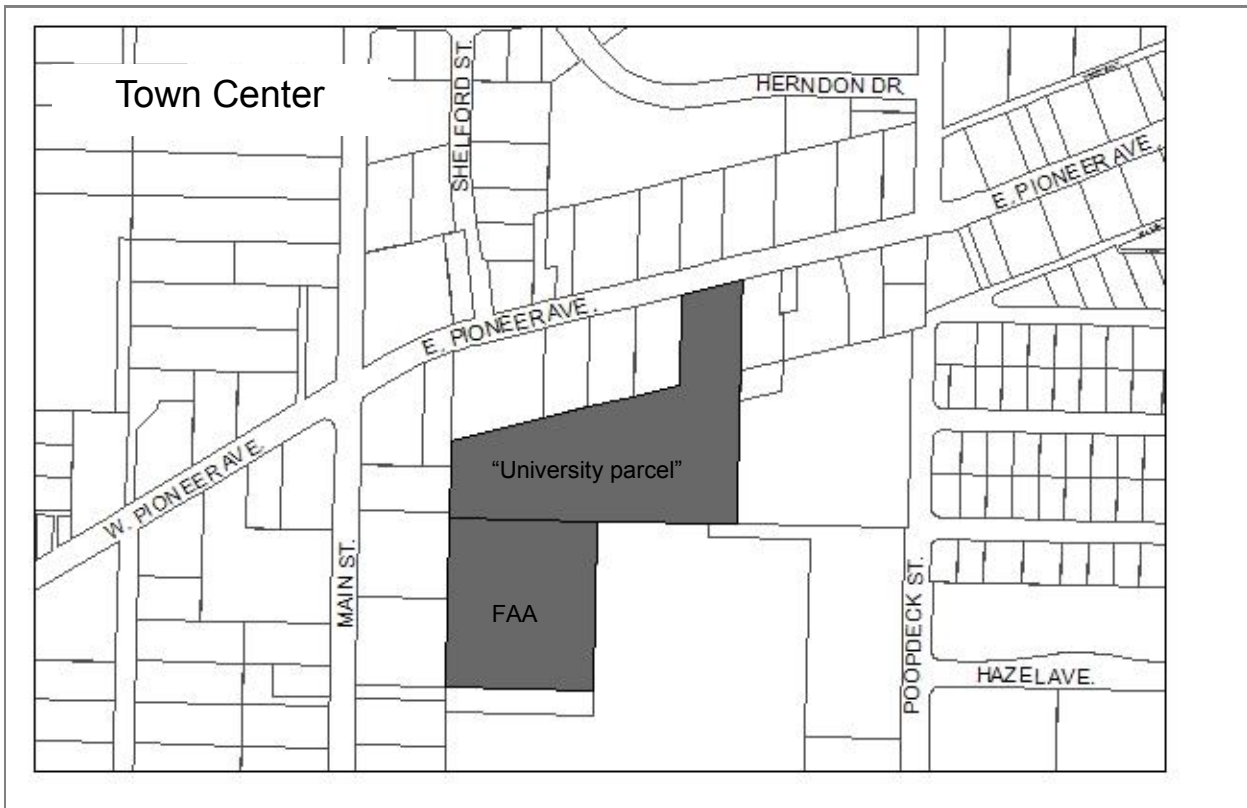 Town Center
SHELFORD ST.
HERNDON DR.
E. PIONEER AVE.
E. PIONEER AVE.
"University parcel"
W. PIONEER AVE.
MAIN ST.
FAA
POOPDECK ST.
HAZEL AVE.